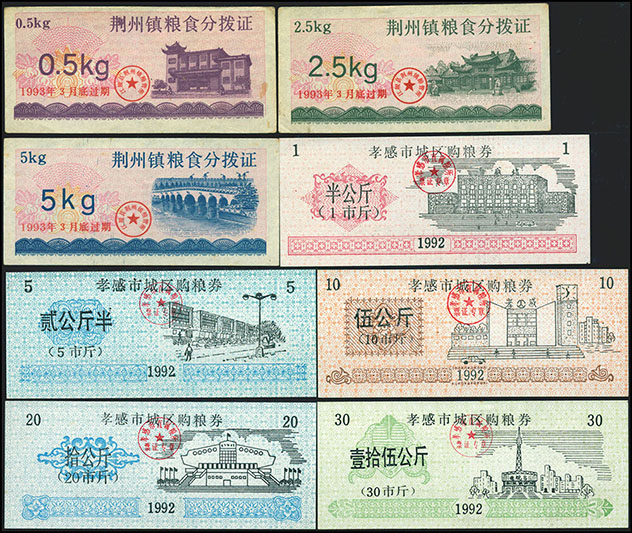 0.5kg
荆州镇粮食分拨证
0.5kg
1993年3月底过期
2.5kg
荆州镇粮食分拨证
2.5kg
1993年3月底过期
5kg
荆州镇粮食分拨证
5kg
1993年3月底过期
孝感市城区购粮券
1
1
半公斤
(1市斤)
1992
孝感市城区购粮券
5
5
贰公斤半
(5市斤)
1992
孝感市城区购粮券
10
10
伍公斤
(10市斤)
1992
孝感市城区购粮券
20
20
拾公斤
(20市斤)
1992
孝感市城区购粮券
30
30
壹拾伍公斤
(30市斤)
1992